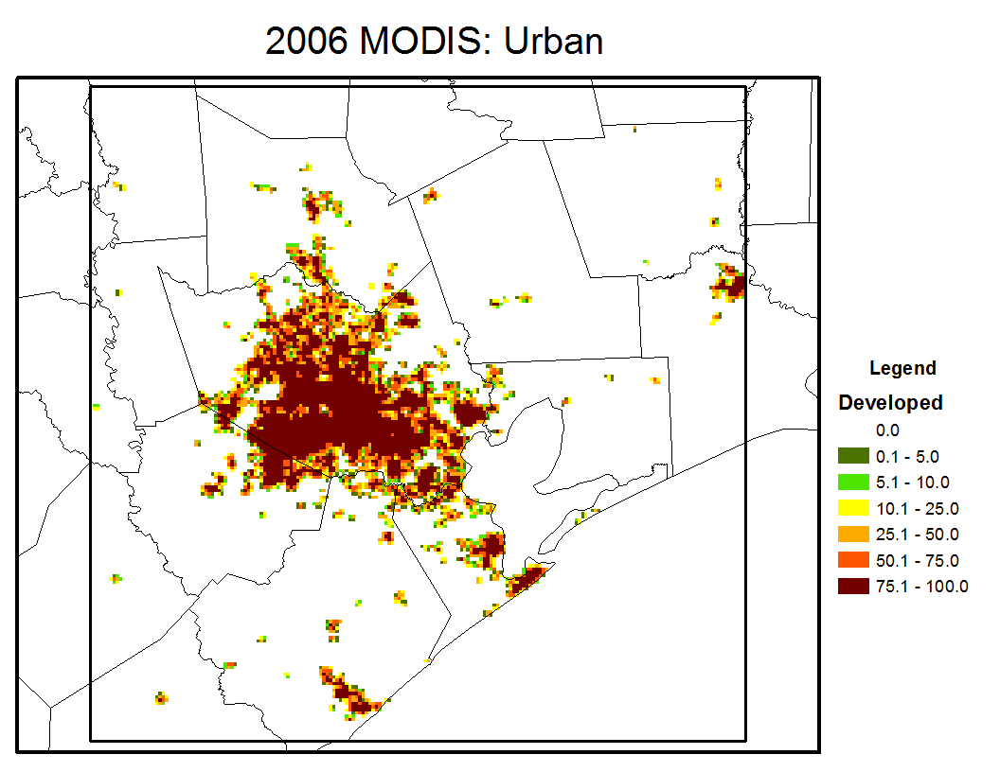 2006 MODIS: Urban
Legend
Developed
0.0
0.1 - 5.0
5.1 - 10.0
10.1 - 25.0
25.1 - 50.0
50.1 - 75.0
75.1 - 100.0